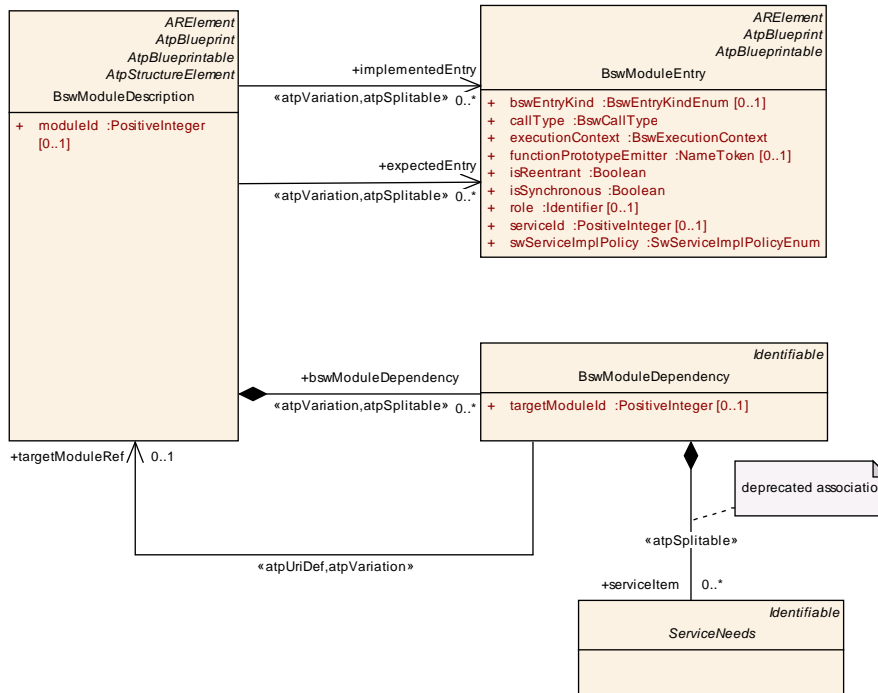 ARElement
AtpBlueprint
AtpBlueprintable
AtpStructureElement
BswModuleDescription
+ moduleId :PositiveInteger
[0..1]
+implementedEntry
«atpVariation,atpSplitable» 0..*
+expectedEntry
«atpVariation,atpSplitable» 0..*
ARElement
AtpBlueprint
AtpBlueprintable
BswModuleEntry
+ bswEntryKind :BswEntryKindEnum [0..1]
+ callType :BswCallType
+ executionContext :BswExecutionContext
+ functionPrototypeEmitter :NameToken [0..1]
+ isReentrant :Boolean
+ isSynchronous :Boolean
+ role :Identifier [0..1]
+ serviceId :PositiveInteger [0..1]
+ swServiceImplPolicy :SwServiceImplPolicyEnum
+bswModuleDependency
«atpVariation,atpSplitable» 0..*
Identifiable
BswModuleDependency
+ targetModuleId :PositiveInteger [0..1]
+targetModuleRef 0..1
«atpUriDef,atpVariation»
deprecated associatio
«atpSplitable»
+serviceItem 0..*
Identifiable
ServiceNeeds